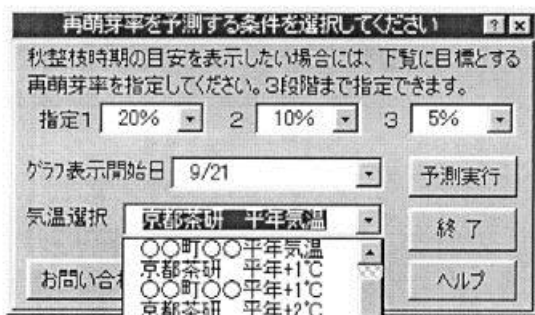 再萌芽率を予測する条件を選択してください
秋整枝時期の目安を表示したい場合には、下覧に目標とする
再萌芽率を指定してください。3段階まで指定できます。
指定1 20% 2 10% 3 5%
グラフ表示開始日 9/21 予測実行
気温選択 京都茶研 平年気温 終了
○○町○○平年気温
京都茶研 平年+1℃
お問い合わ ○○町○○平年+1℃ ヘルプ
京都茶研 平年+2℃